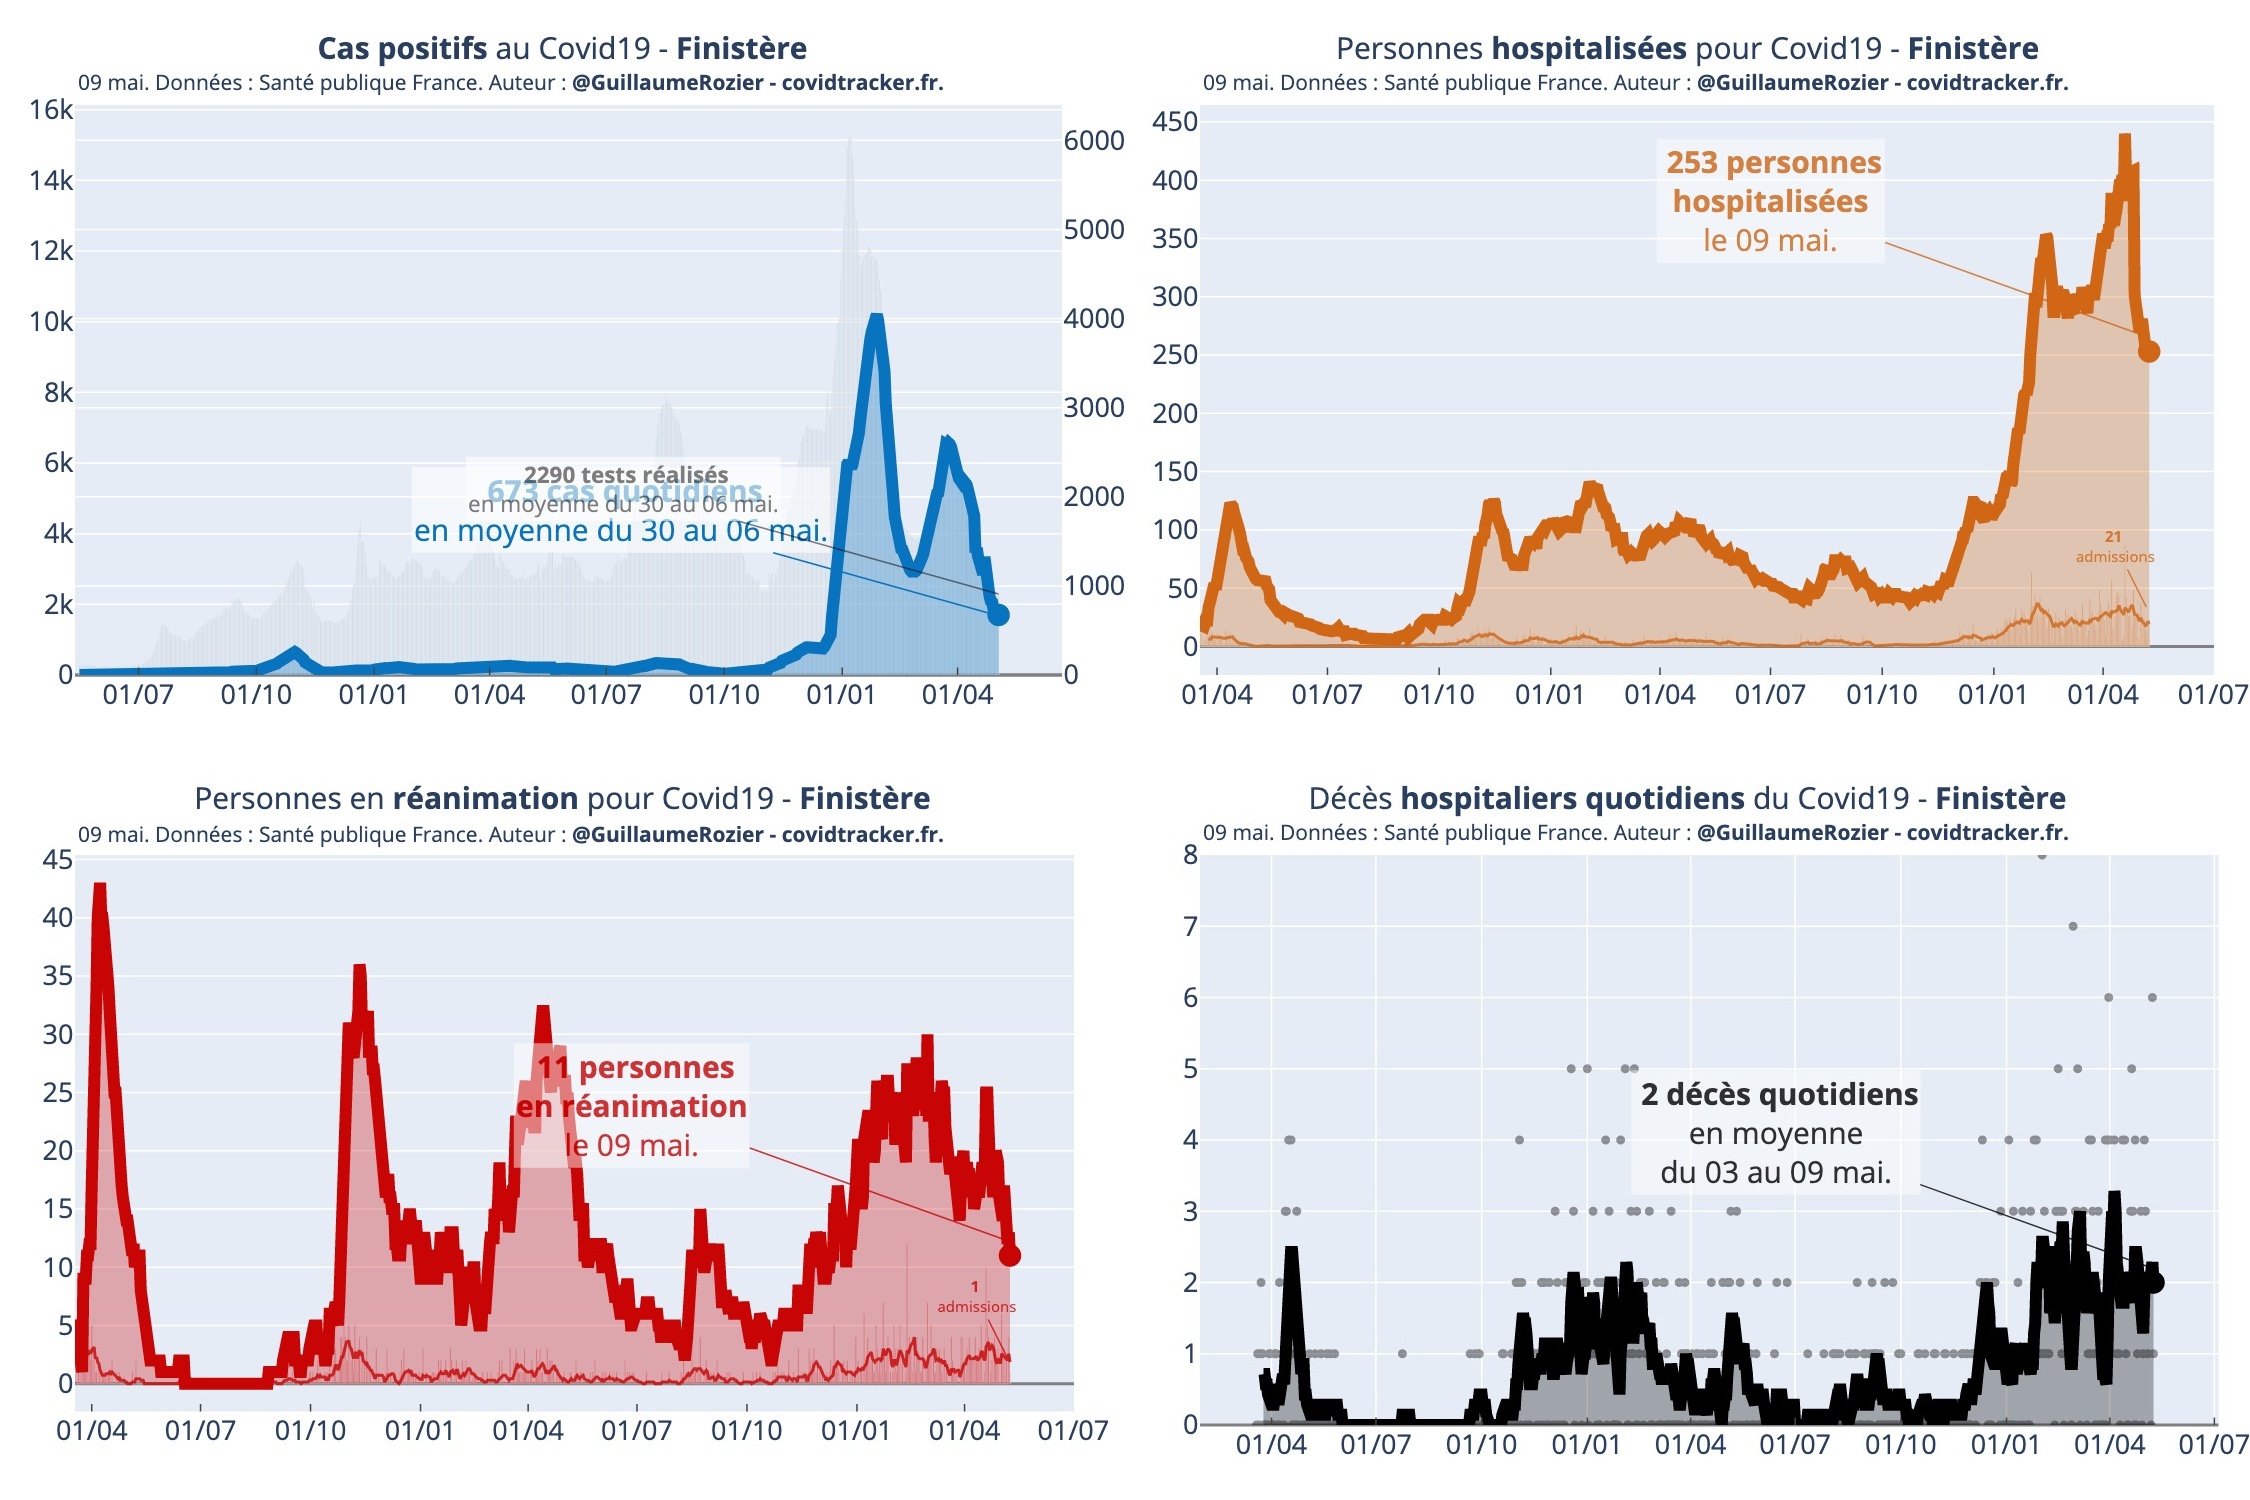 Cas positifs au Covid19 - Finistère
09 mai. Données : Santé publique France. Auteur : @GuillaumeRozier - covidtracker.fr.
16k
14k
12k
10k
8k
6k
4k
2k
0
6000
5000
4000
3000
2000
1000
0
2290 tests réalisés
en moyenne du 30 au 06 mai.
673 cas quotidiens
en moyenne du 30 au 06 mai.
01/07 01/10 01/01 01/04 01/07 01/10 01/01 01/04
Personnes hospitalisées pour Covid19 - Finistère
09 mai. Données : Santé publique France. Auteur : @GuillaumeRozier - covidtracker.fr.
450
400
350
300
250
200
150
100
50
0
253 personnes
hospitalisées
le 09 mai.
21
admissions
01/04 01/07 01/10 01/01 01/04 01/07 01/10 01/01 01/04 01/07
Personnes en réanimation pour Covid19 - Finistère
09 mai. Données : Santé publique France. Auteur : @GuillaumeRozier - covidtracker.fr.
45
40
35
30
25
20
15
10
5
0
11 personnes
en réanimation
le 09 mai.
1
admissions
01/04 01/07 01/10 01/01 01/04 01/07 01/10 01/01 01/04 01/07
Décès hospitaliers quotidiens du Covid19 - Finistère
09 mai. Données : Santé publique France. Auteur : @GuillaumeRozier - covidtracker.fr.
8
7
6
5
4
3
2
1
0
2 décès quotidiens
en moyenne
du 03 au 09 mai.
01/04 01/07 01/10 01/01 01/04 01/07 01/10 01/01 01/04 01/07